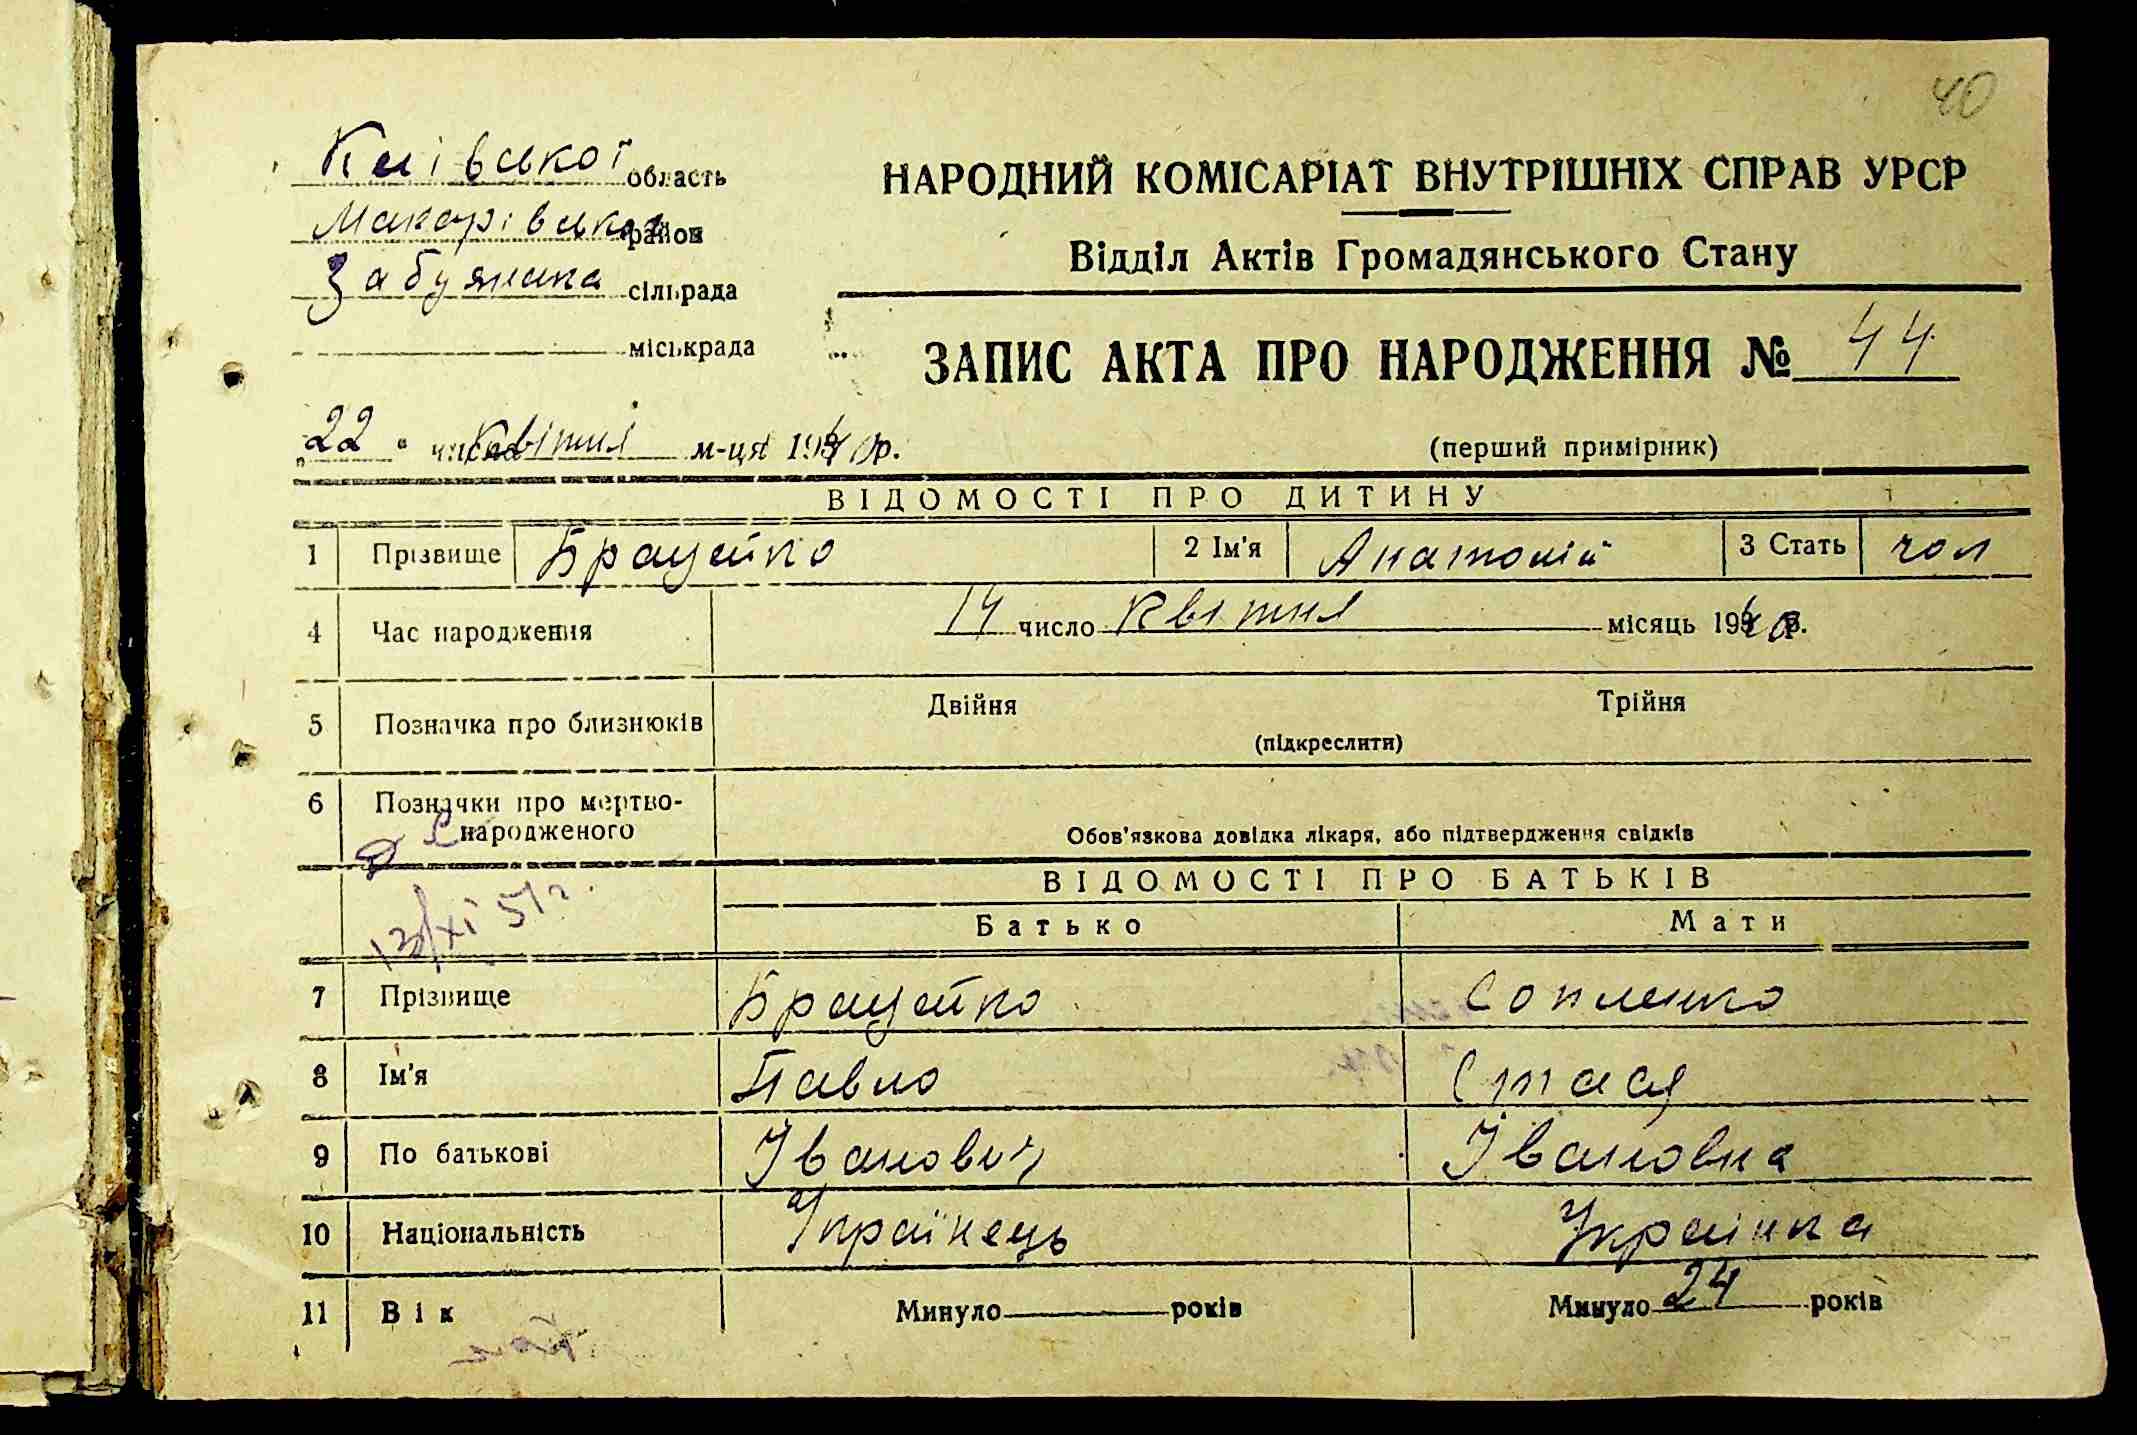 40
Київської область
Макарівської район
Забуянська сільрада
міськрада
НАРОДНИЙ КОМІСАРІАТ ВНУТРІШНІХ СПРАВ УРСР
Відділ Актів Громадянського Стану
ЗАПИС АКТА ПРО НАРОДЖЕННЯ № 44
„22“ числа квітня м-ця 1940 р.
(перший примірник)
ВІДОМОСТІ ПРО ДИТИНУ
1 Прізвище Брацейко 2 Ім'я Анатолій 3 Стать чол
4 Час народження 14 число квітня місяць 1940 р.
5 Позначка про близнюків Двійня Трійня
(підкреслити)
6 Позначки про мертво-
народженого Обов'язкова довідка лікаря, або підтвердження свідків
ВІДОМОСТІ ПРО БАТЬКІВ
13/XI 51 г.
Батько Мати
7 Прізвище Брацейко Сопленко
8 Ім'я Павло Стася
9 По батькові Іванович Івановна
10 Національність Українець Українка
11 Вік Минуло років Минуло 24 років